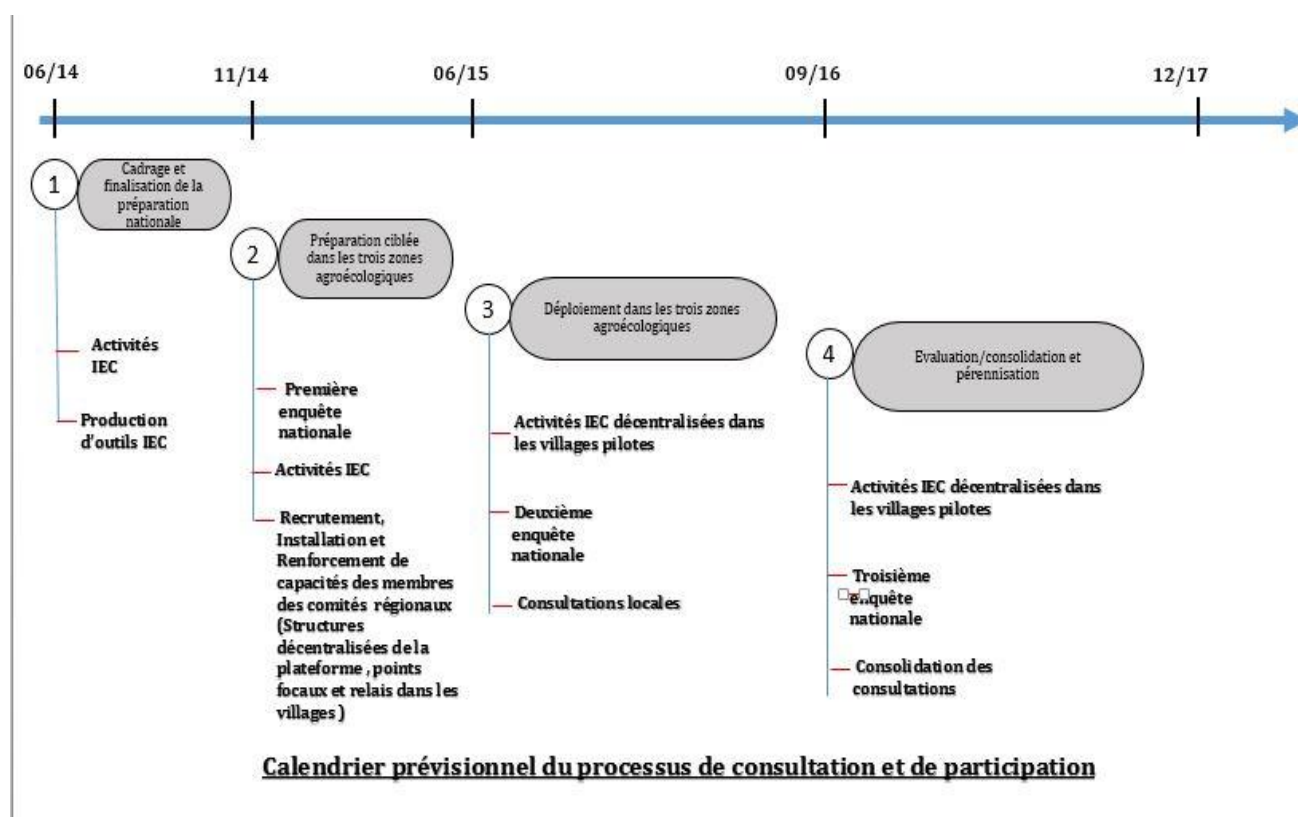 06/14
11/14
06/15
09/16
12/17
1
Cadrage et
finalisation de la
préparation
nationale
Activités
IEC
Production
d'outils IEC
2
Préparation ciblée
dans les trois zones
agroécologiques
Première
enquête
nationale
Activités IEC
Recrutement,
Installation et
Renforcement de
capacités des membres
des comités régionaux
(Structures
décentralisées de la
plateforme , points
focaux et relais dans les
villages )
3
Déploiement dans les trois zones
agroécologiques
Activités IEC décentralisées dans
les villages pilotes
Deuxième
enquête
nationale
Consultations locales
4
Evaluation/consolidation et
pérennisation
Activités IEC décentralisées dans
les villages pilotes
Troisième
enquête
nationale
Consolidation des
consultations
Calendrier prévisionnel du processus de consultation et de participation